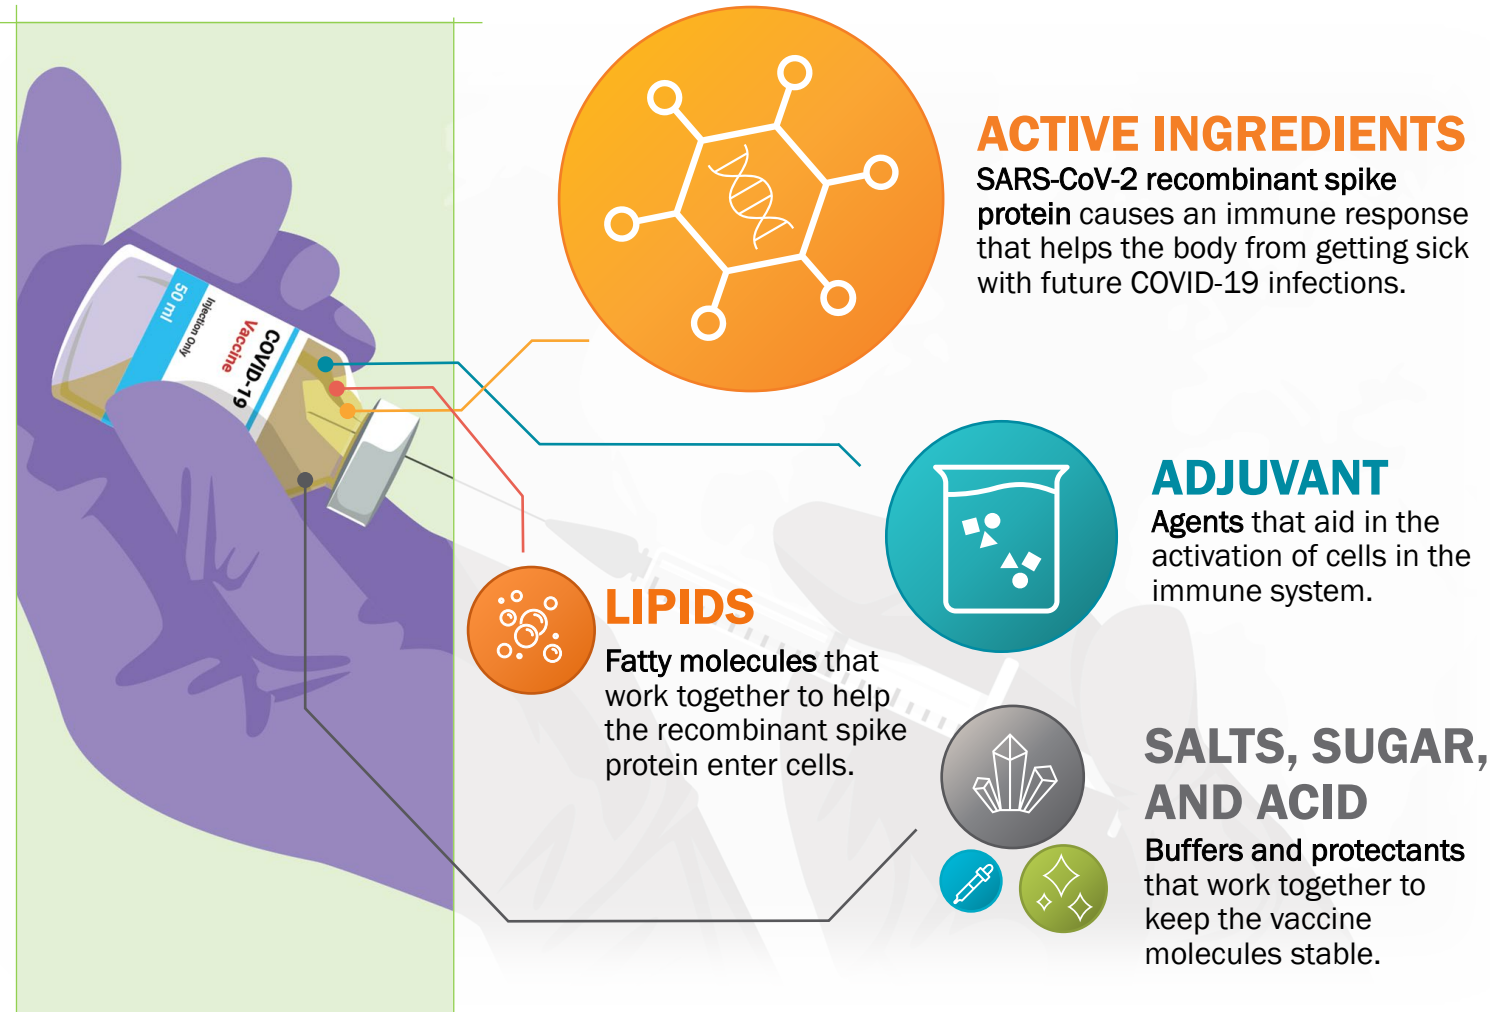 50 ml
Injection Only
COVID-19
Vaccine
ACTIVE INGREDIENTS
SARS-CoV-2 recombinant spike
protein causes an immune response
that helps the body from getting sick
with future COVID-19 infections.
ADJUVANT
Agents that aid in the
activation of cells in the
immune system.
LIPIDS
Fatty molecules that
work together to help
the recombinant spike
protein enter cells.
SALTS, SUGAR,
AND ACID
Buffers and protectants
that work together to
keep the vaccine
molecules stable.